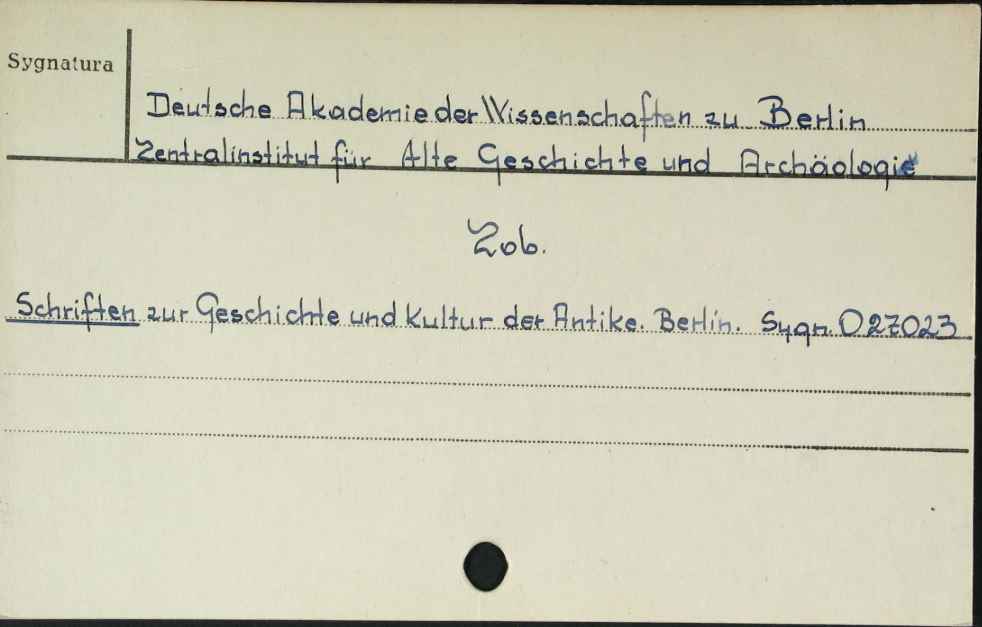 Sygnatura
Deutsche Akademie der Wissenschaften zu Berlin
Zentralinstitut für Alte Geschichte und Archäologie
Zob.
Schriften zur Geschichte und Kultur der Antike. Berlin. Sygn. O 27023